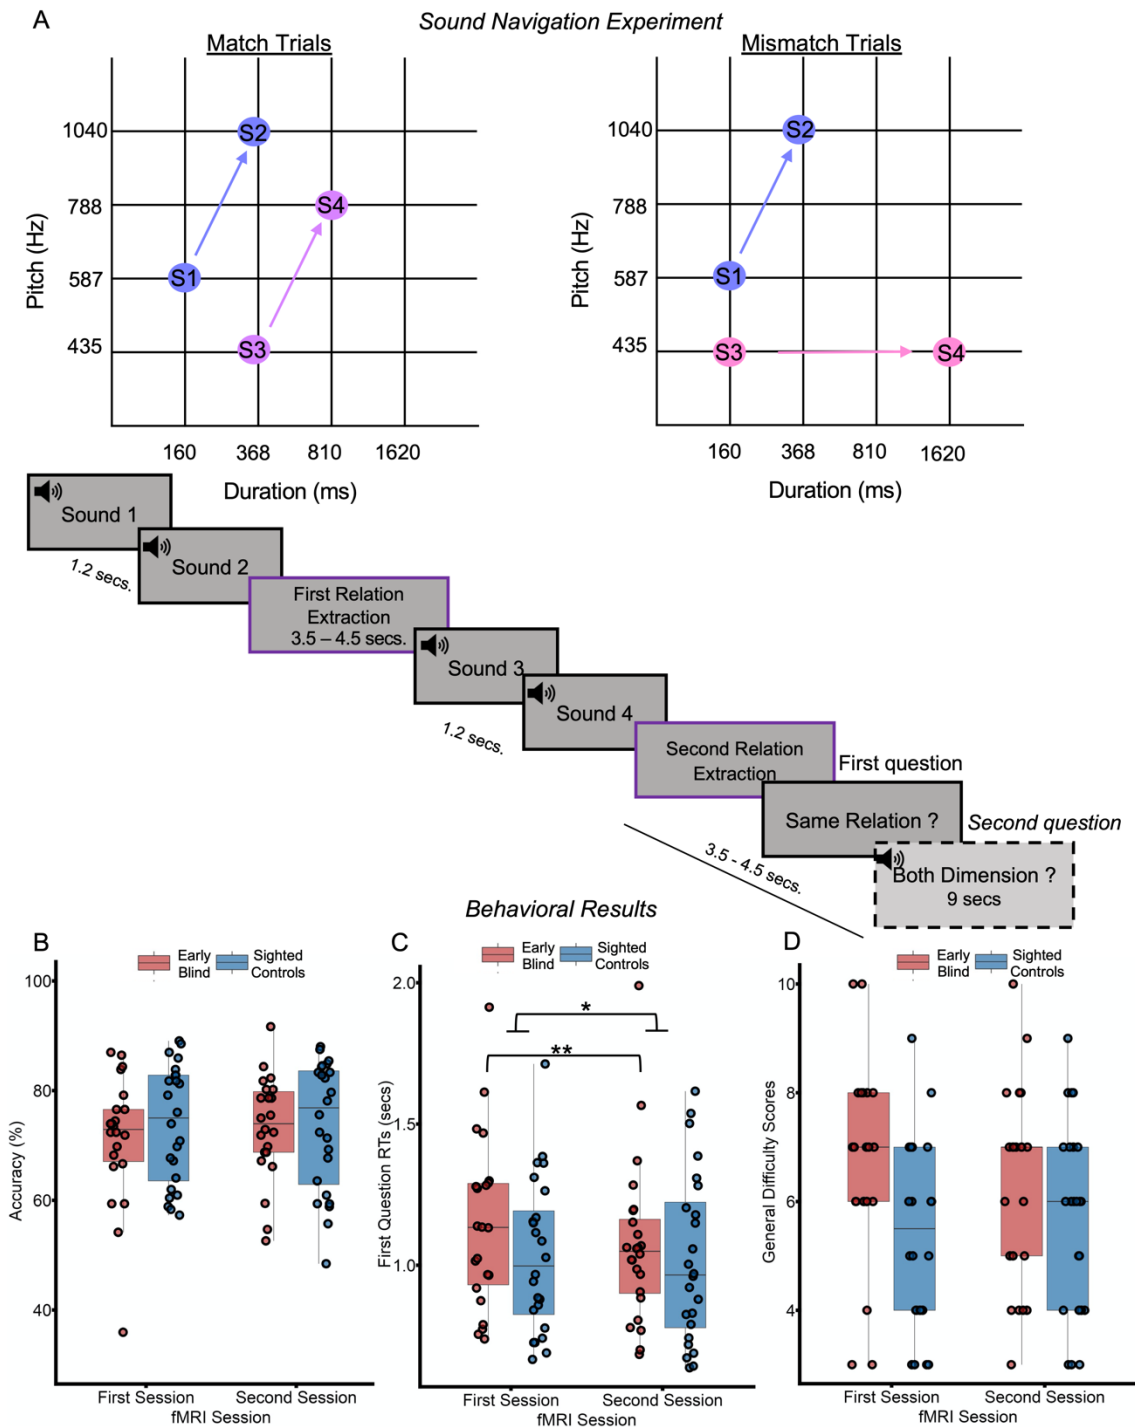 A
Sound Navigation Experiment
Match Trials
Mismatch Trials
Pitch (Hz)
1040
788
587
435
S2
S4
S1
S3
160 368 810 1620
Duration (ms)
Pitch (Hz)
1040
788
587
435
S2
S1
S3
S4
160 368 810 1620
Duration (ms)
Sound 1
1.2 secs.
Sound 2
First Relation
Extraction
3.5 – 4.5 secs.
Sound 3
1.2 secs.
Sound 4
Second Relation
Extraction
First question
Same Relation ?
Second question
3.5 - 4.5 secs.
Both Dimension ?
9 secs
Behavioral Results
B
Early
Blind
Sighted
Controls
Accuracy (%)
100
80
60
40
First Session Second Session
fMRI Session
C
Early
Blind
Sighted
Controls
First Question RTs (secs)
2.0
1.5
1.0
*
**
First Session Second Session
fMRI Session
D
Early
Blind
Sighted
Controls
General Difficulty Scores
10
8
6
4
First Session Second Session
fMRI Session